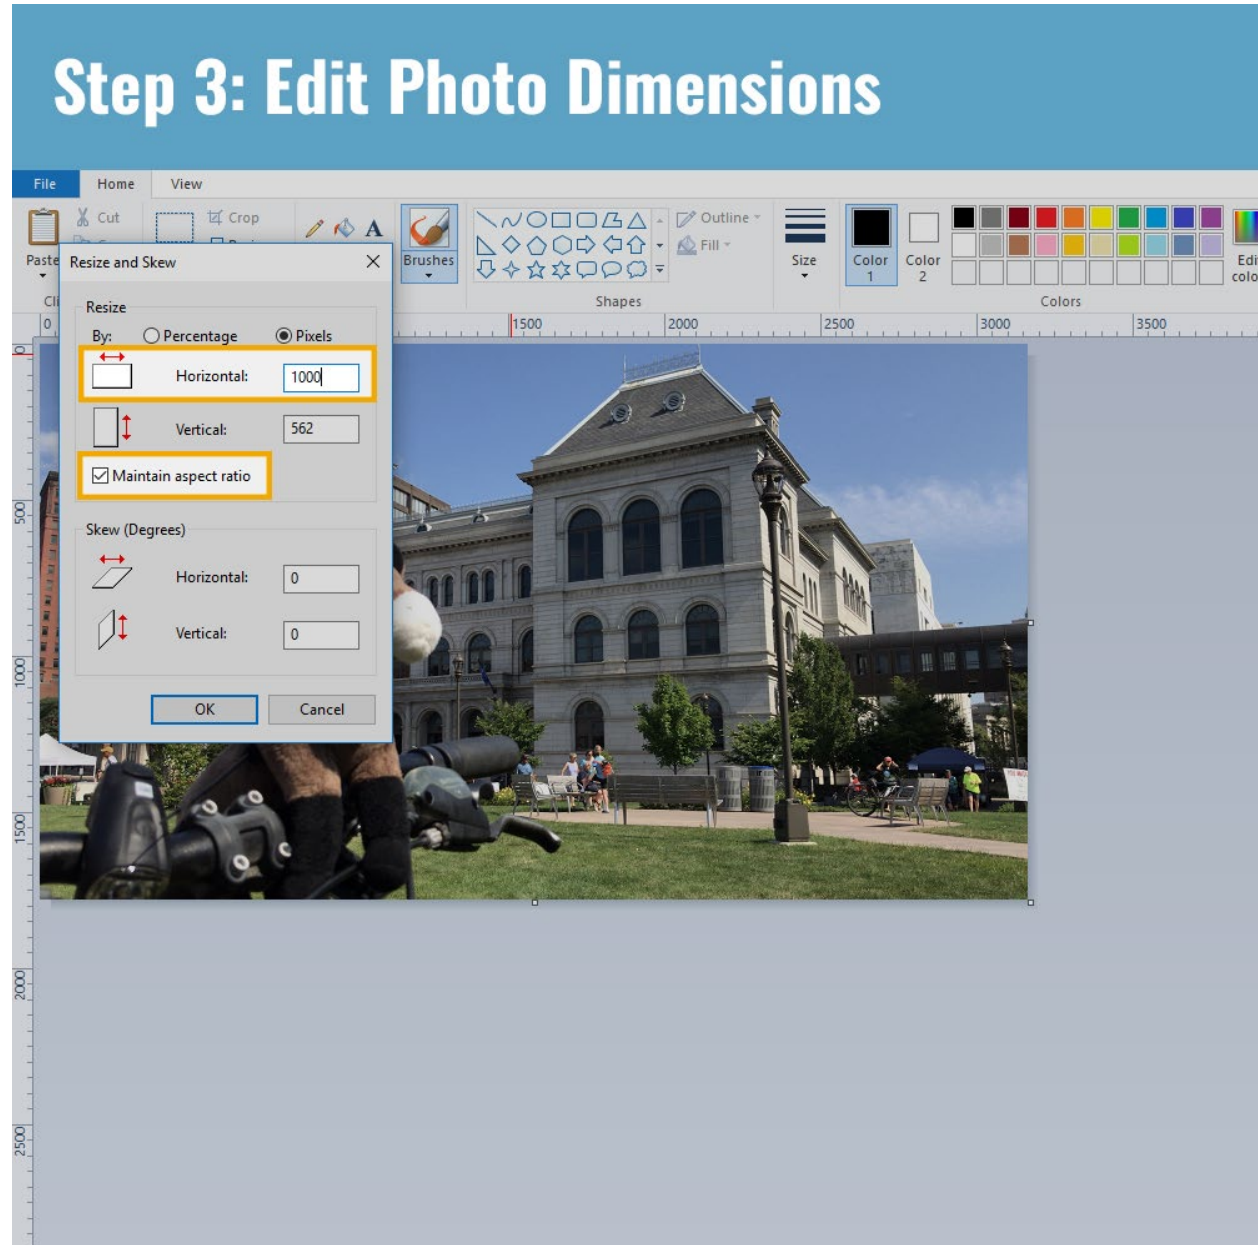 Step 3: Edit Photo Dimensions
File Home View
Cut Crop A Outline
Paste Brushes Fill Size Color 1 Color 2
Shapes Colors
Resize and Skew
Resize
By: Percentage Pixels
Horizontal: 1000
Vertical: 562
Maintain aspect ratio
Skew (Degrees)
Horizontal: 0
Vertical: 0
OK Cancel
0 1500 2000 2500 3000 3500
0
500
1000
1500
2000
2500